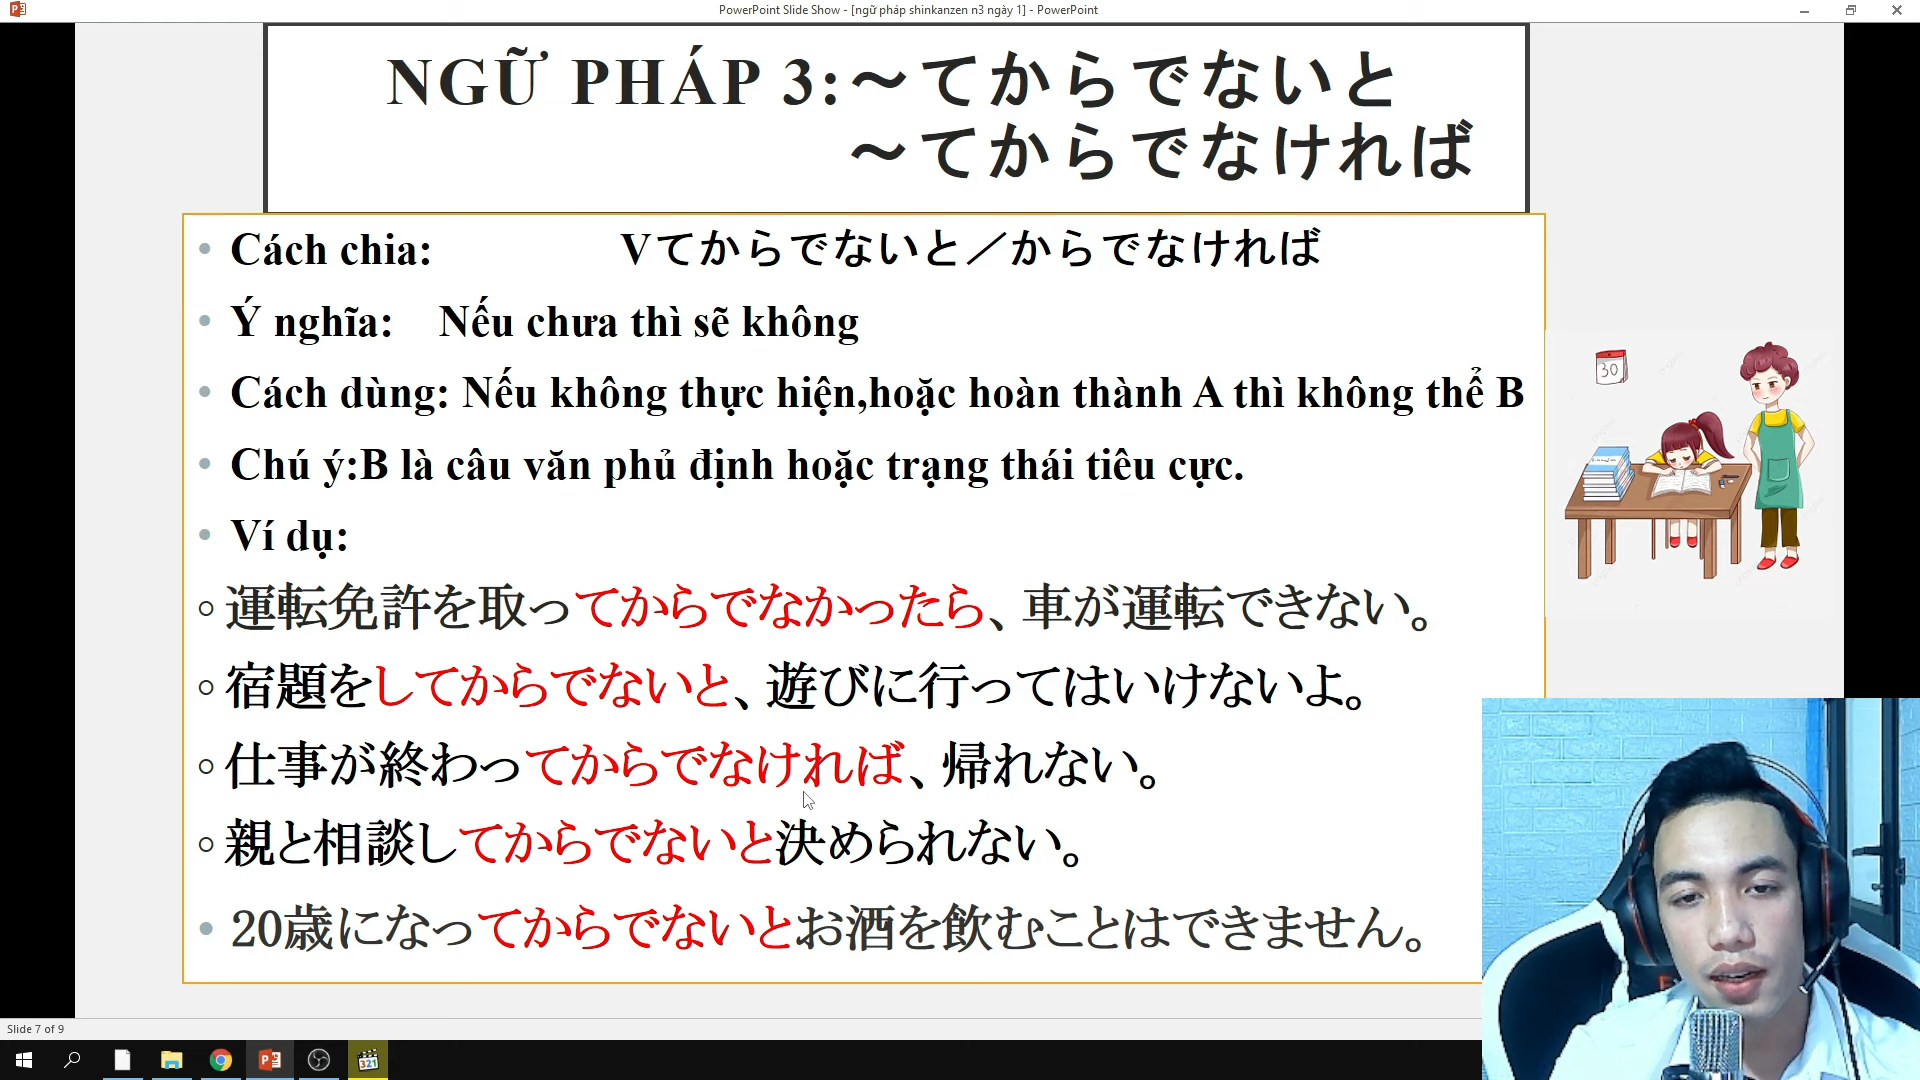 PowerPoint Slide Show - [ngữ pháp shinkanzen n3 ngày 1] - PowerPoint
NGỮ PHÁP 3:～てからでないと
～てからでなければ
• Cách chia: Vてからでないと／からでなければ
• Ý nghĩa: Nếu chưa thì sẽ không
• Cách dùng: Nếu không thực hiện,hoặc hoàn thành A thì không thể B
• Chú ý:B là câu văn phủ định hoặc trạng thái tiêu cực.
• Ví dụ:
○ 運転免許を取ってからでなかったら、車が運転できない。
○ 宿題をしてからでないと、遊びに行ってはいけないよ。
○ 仕事が終わってからでなければ、帰れない。
○ 親と相談してからでないと決められない。
• 20歳になってからでないとお酒を飲むことはできません。
30
Slide 7 of 9
321